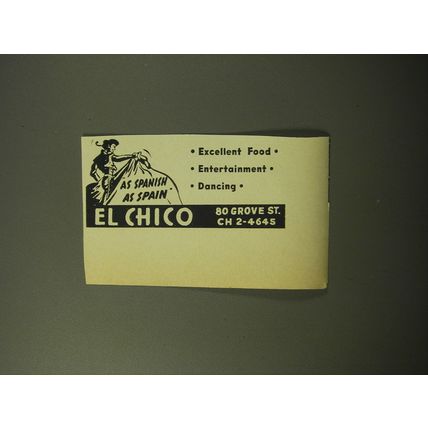 • Excellent Food •
• Entertainment •
• Dancing •
AS SPANISH
AS SPAIN
EL CHICO
80 GROVE ST.
CH 2-4645